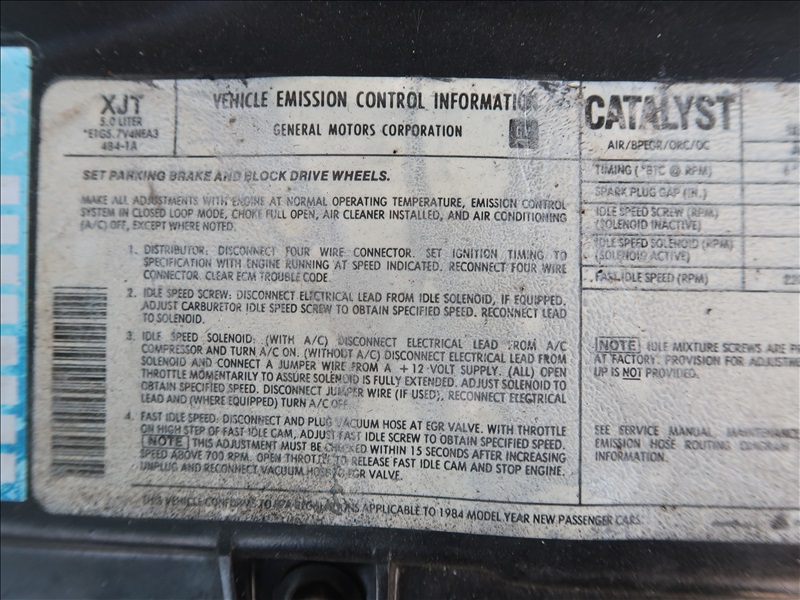 XJT
5.0 LITER
*E1G5.7V4NEA3
4B4-1A
VEHICLE EMISSION CONTROL INFORMATION
GENERAL MOTORS CORPORATION
GM
SET PARKING BRAKE AND BLOCK DRIVE WHEELS.
MAKE ALL ADJUSTMENTS WITH ENGINE AT NORMAL OPERATING TEMPERATURE, EMISSION CONTROL
SYSTEM IN CLOSED LOOP MODE, CHOKE FULL OPEN, AIR CLEANER INSTALLED, AND AIR CONDITIONING
(A/C) OFF, EXCEPT WHERE NOTED.
1. DISTRIBUTOR: DISCONNECT FOUR WIRE CONNECTOR. SET IGNITION TIMING TO
SPECIFICATION WITH ENGINE RUNNING AT SPEED INDICATED. RECONNECT FOUR WIRE
CONNECTOR. CLEAR ECM TROUBLE CODE.
2. IDLE SPEED SCREW: DISCONNECT ELECTRICAL LEAD FROM IDLE SOLENOID, IF EQUIPPED.
ADJUST CARBURETOR IDLE SPEED SCREW TO OBTAIN SPECIFIED SPEED. RECONNECT LEAD
TO SOLENOID.
3. IDLE SPEED SOLENOID: (WITH A/C) DISCONNECT ELECTRICAL LEAD FROM A/C
COMPRESSOR AND TURN A/C ON. (WITHOUT A/C) DISCONNECT ELECTRICAL LEAD FROM
SOLENOID AND CONNECT A JUMPER WIRE FROM A +12-VOLT SUPPLY. (ALL) OPEN
THROTTLE MOMENTARILY TO ASSURE SOLENOID IS FULLY EXTENDED. ADJUST SOLENOID TO
OBTAIN SPECIFIED SPEED. DISCONNECT JUMPER WIRE (IF USED), RECONNECT ELECTRICAL
LEAD AND (WHERE EQUIPPED) TURN A/C OFF.
4. FAST IDLE SPEED: DISCONNECT AND PLUG VACUUM HOSE AT EGR VALVE. WITH THROTTLE
ON HIGH STEP OF FAST IDLE CAM, ADJUST FAST IDLE SCREW TO OBTAIN SPECIFIED SPEED.
NOTE THIS ADJUSTMENT MUST BE CHECKED WITHIN 15 SECONDS AFTER INCREASING
SPEED ABOVE 700 RPM. OPEN THROTTLE TO RELEASE FAST IDLE CAM AND STOP ENGINE.
UNPLUG AND RECONNECT VACUUM HOSE TO EGR VALVE.
THIS VEHICLE CONFORMS TO EPA REGULATIONS APPLICABLE TO 1984 MODEL YEAR NEW PASSENGER CARS.
CATALYST
AIR/BPEGR/ORC/OC
TIMING (°BTC @ RPM)
SPARK PLUG GAP (IN.)
IDLE SPEED SCREW (RPM)
(SOLENOID INACTIVE)
IDLE SPEED SOLENOID (RPM)
(SOLENOID ACTIVE)
FAST IDLE SPEED (RPM)
NOTE IDLE MIXTURE SCREWS ARE
AT FACTORY. PROVISION FOR
UP IS NOT PROVIDED.
SEE SERVICE MANUAL,
EMISSION HOSE ROUTING
INFORMATION.